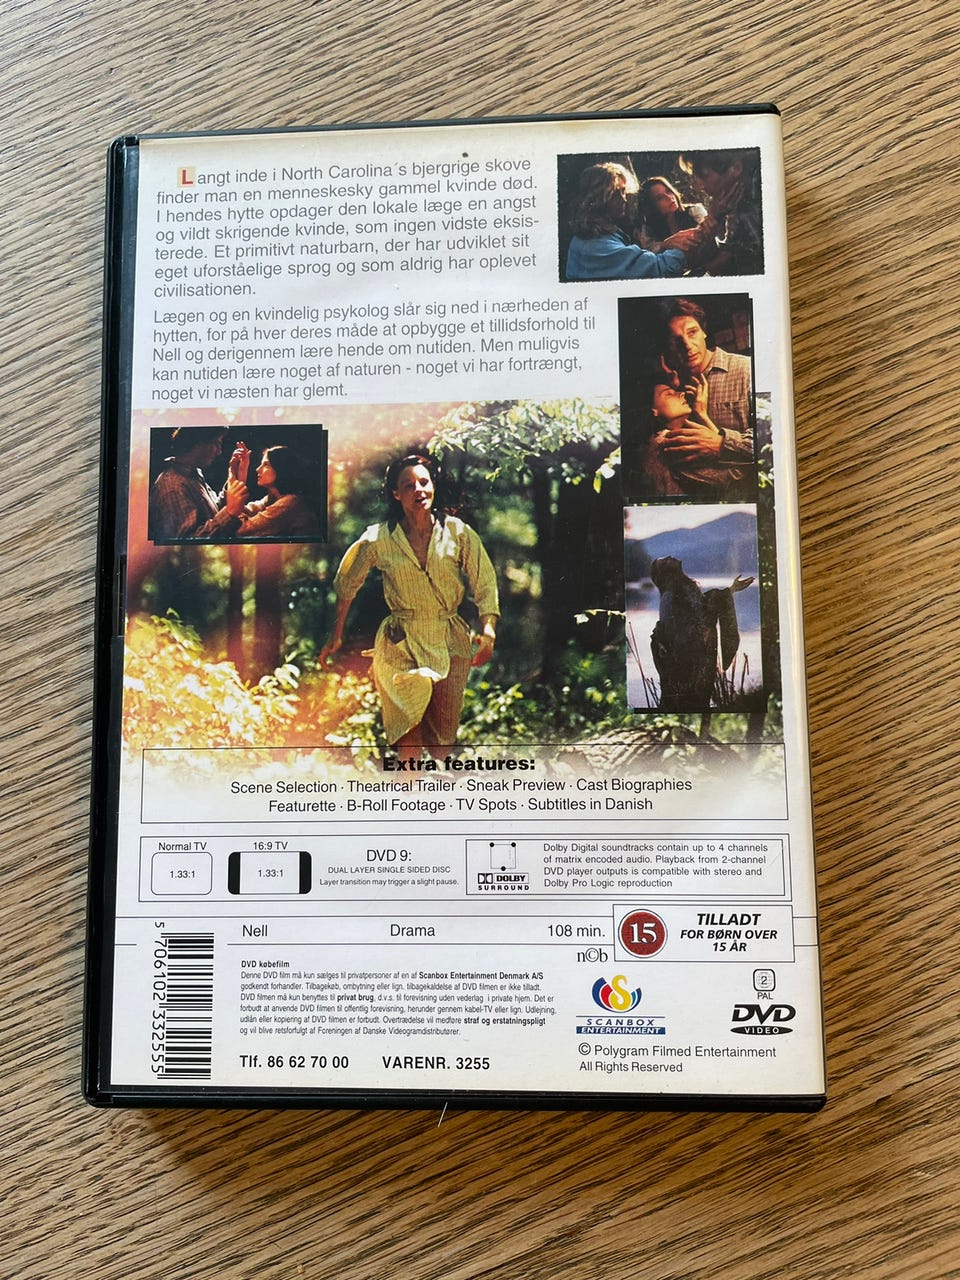 Langt inde i North Carolina´s bjergrige skove
finder man en menneskesky gammel kvinde død.
I hendes hytte opdager den lokale læge en angst
og vildt skrigende kvinde, som ingen vidste eksis-
terede. Et primitivt naturbarn, der har udviklet sit
eget uforståelige sprog og som aldrig har oplevet
civilisationen.
Lægen og en kvindelig psykolog slår sig ned i nærheden af
hytten, for på hver deres måde at opbygge et tillidsforhold til
Nell og derigennem lære hende om nutiden. Men muligvis
kan nutiden lære noget af naturen - noget vi har fortrængt,
noget vi næsten har glemt.
Extra features:
Scene Selection · Theatrical Trailer · Sneak Preview · Cast Biographies
Featurette · B-Roll Footage · TV Spots · Subtitles in Danish
Normal TV
1.33:1
16:9 TV
1.33:1
DVD 9:
DUAL LAYER SINGLE SIDED DISC
Layer transition may trigger a slight pause.
DOLBY
SURROUND
Dolby Digital soundtracks contain up to 4 channels
of matrix encoded audio. Playback from 2-channel
DVD player outputs is compatible with stereo and
Dolby Pro Logic reproduction
Nell Drama 108 min.
15
TILLADT
FOR BØRN OVER
15 ÅR
n©b
5 706102 332555
DVD købefilm
Denne DVD film må kun sælges til privatpersoner af en af Scanbox Entertainment Denmark A/S
godkendt forhandler. Tilbagekøb, ombytning eller lign. tilbagekaldelse af DVD filmen er ikke tilladt.
DVD filmen må kun benyttes til privat brug, d.v.s. til forevisning uden vederlag i private hjem. Det er
forbudt at anvende DVD filmen til offentlig forevisning, herunder gennem kabel-TV eller lign. Udlejning,
udlån eller kopiering af DVD filmen er forbudt. Overtrædelse vil medføre straf og erstatningspligt
og vil blive retsforfulgt af Foreningen af Danske Videogramdistributører.
Tlf. 86 62 70 00 VARENR. 3255
SCANBOX
ENTERTAINMENT
2
PAL
DVD
VIDEO
© Polygram Filmed Entertainment
All Rights Reserved